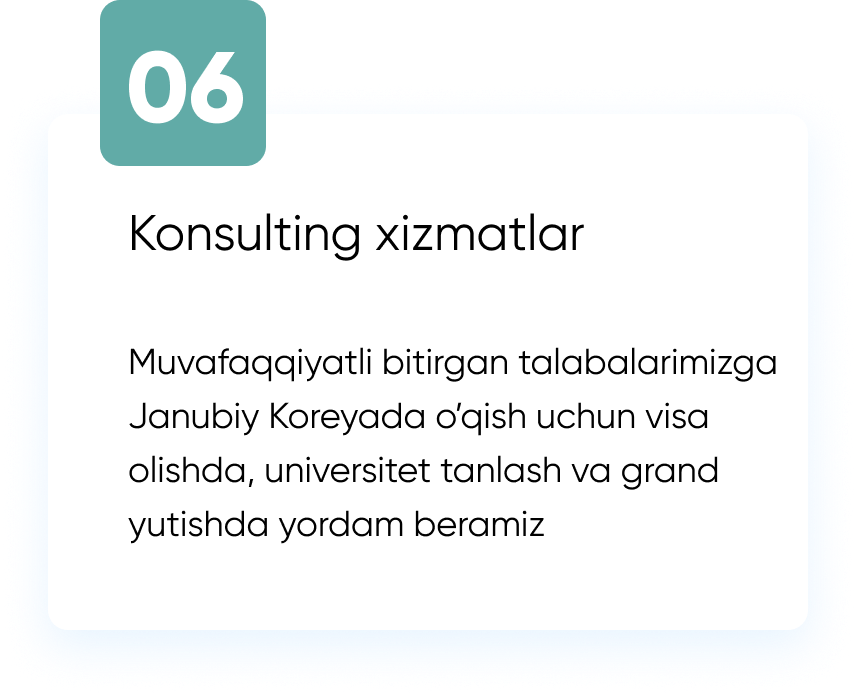 06
Konsulting xizmatlar
Muvafaqqiyatli bitirgan talabalarimizga
Janubiy Koreyada o’qish uchun visa
olishda, universitet tanlash va grand
yutishda yordam beramiz